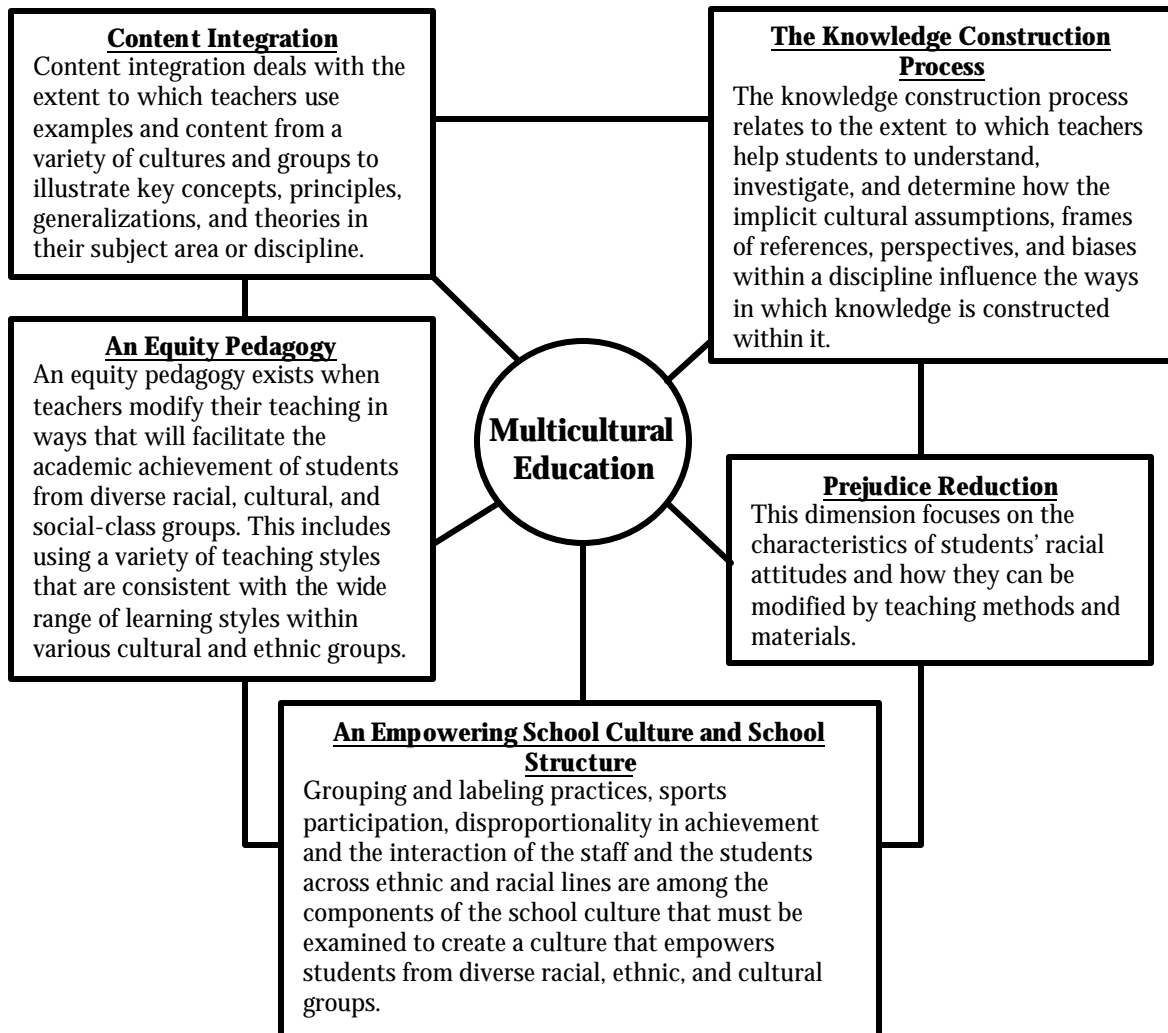 Content Integration
Content integration deals with the
extent to which teachers use
examples and content from a
variety of cultures and groups to
illustrate key concepts, principles,
generalizations, and theories in
their subject area or discipline.
The Knowledge Construction
Process
The knowledge construction process
relates to the extent to which teachers
help students to understand,
investigate, and determine how the
implicit cultural assumptions, frames
of references, perspectives, and biases
within a discipline influence the ways
in which knowledge is constructed
within it.
An Equity Pedagogy
An equity pedagogy exists when
teachers modify their teaching in
ways that will facilitate the
academic achievement of students
from diverse racial, cultural, and
social-class groups. This includes
using a variety of teaching styles
that are consistent with the wide
range of learning styles within
various cultural and ethnic groups.
Multicultural
Education
Prejudice Reduction
This dimension focuses on the
characteristics of students’ racial
attitudes and how they can be
modified by teaching methods and
materials.
An Empowering School Culture and School
Structure
Grouping and labeling practices, sports
participation, disproportionality in achievement
and the interaction of the staff and the students
across ethnic and racial lines are among the
components of the school culture that must be
examined to create a culture that empowers
students from diverse racial, ethnic, and cultural
groups.